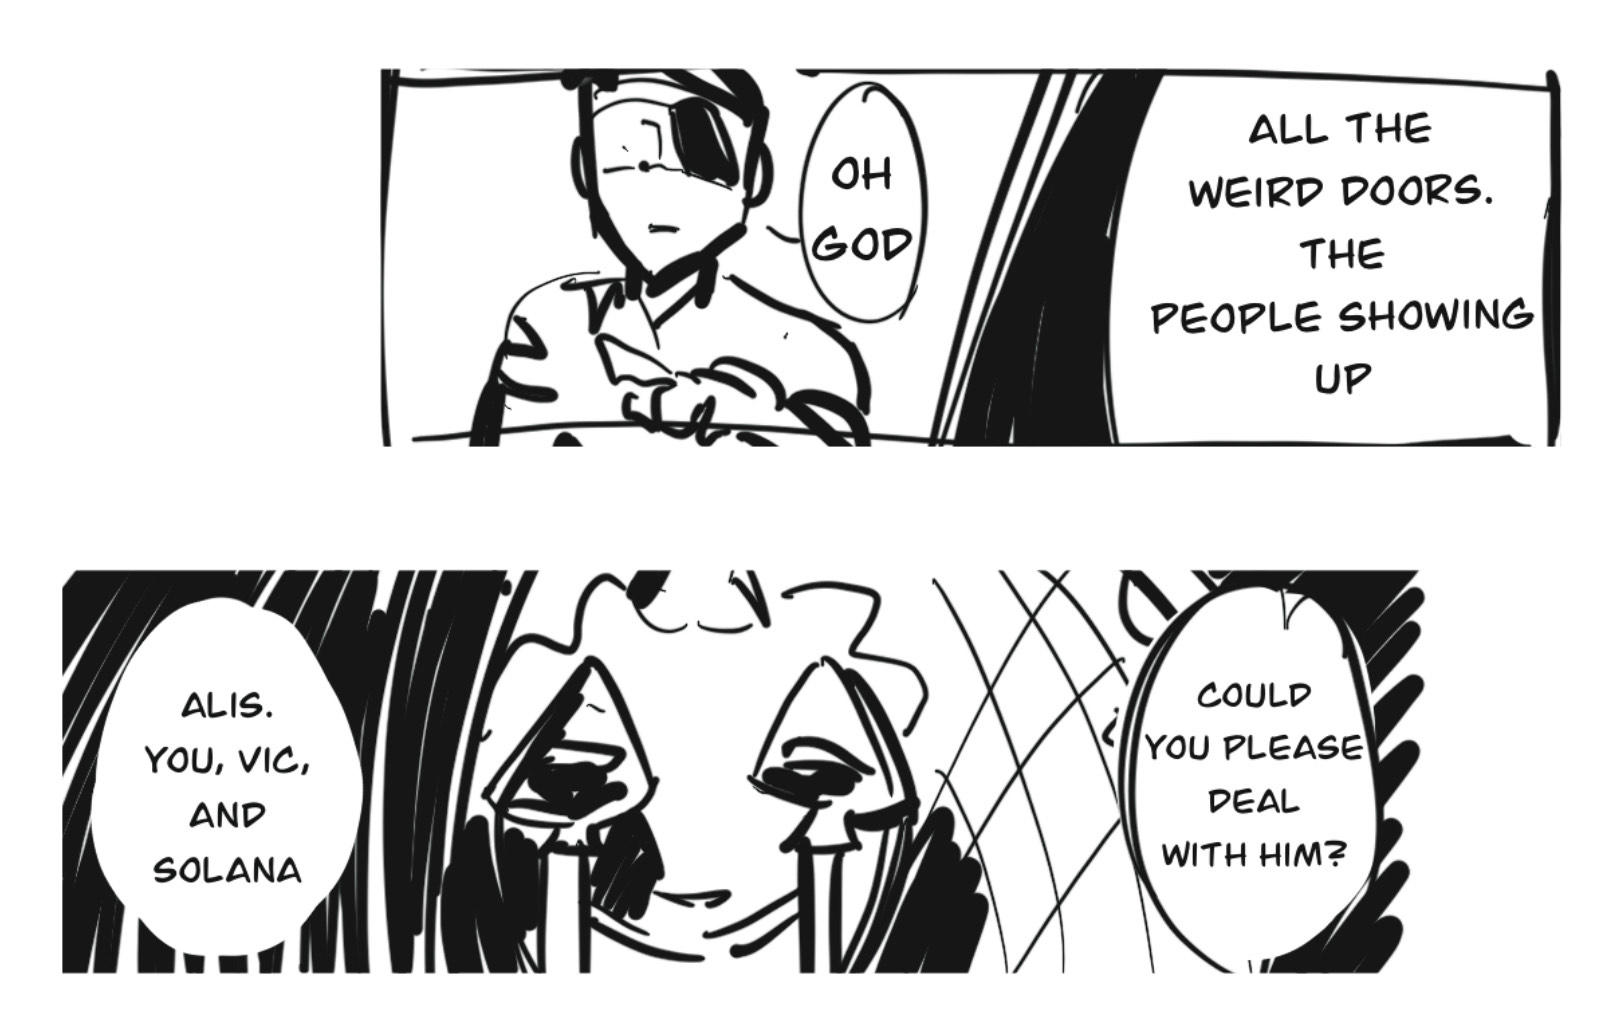 OH
GOD
ALL THE
WEIRD DOORS.
THE
PEOPLE SHOWING
UP
ALIS.
YOU, VIC,
AND
SOLANA
COULD
YOU PLEASE
DEAL
WITH HIM?